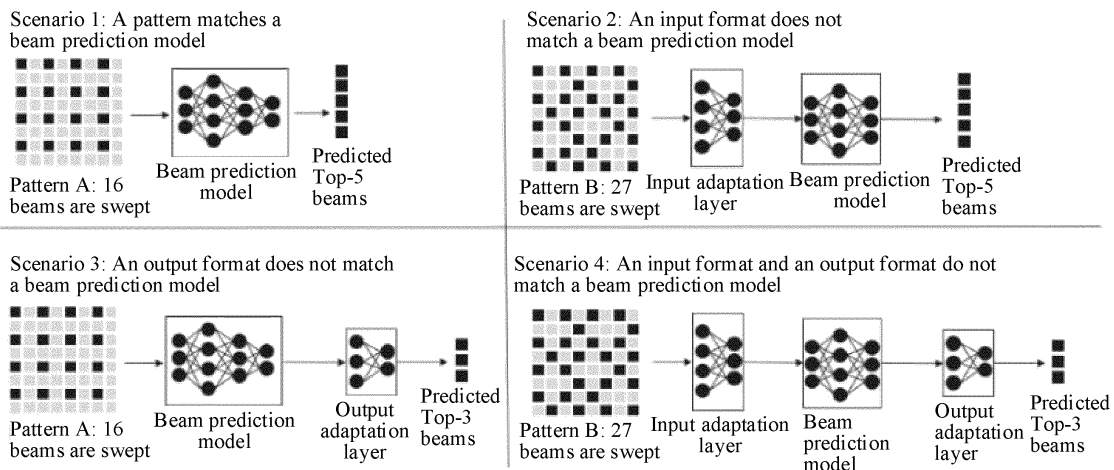 Scenario 1: A pattern matches a
beam prediction model
Pattern A: 16
beams are swept
Beam prediction
model
Predicted
Top-5
beams
Scenario 2: An input format does not
match a beam prediction model
Pattern B: 27
beams are swept
Input adaptation
layer
Beam prediction
model
Predicted
Top-5
beams
Scenario 3: An output format does not match
a beam prediction model
Pattern A: 16
beams are swept
Beam prediction
model
Output
adaptation
layer
Predicted
Top-3
beams
Scenario 4: An input format and an output format do not
match a beam prediction model
Pattern B: 27
beams are swept
Input adaptation
layer
Beam
prediction
model
Output
adaptation
layer
Predicted
Top-3
beams